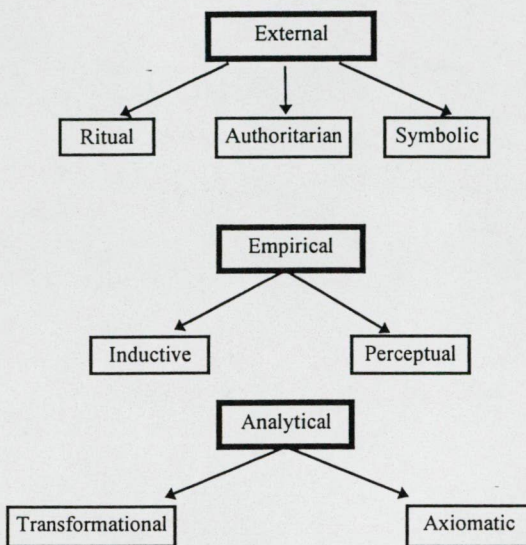 External
Ritual Authoritarian Symbolic
Empirical
Inductive Perceptual
Analytical
Transformational Axiomatic